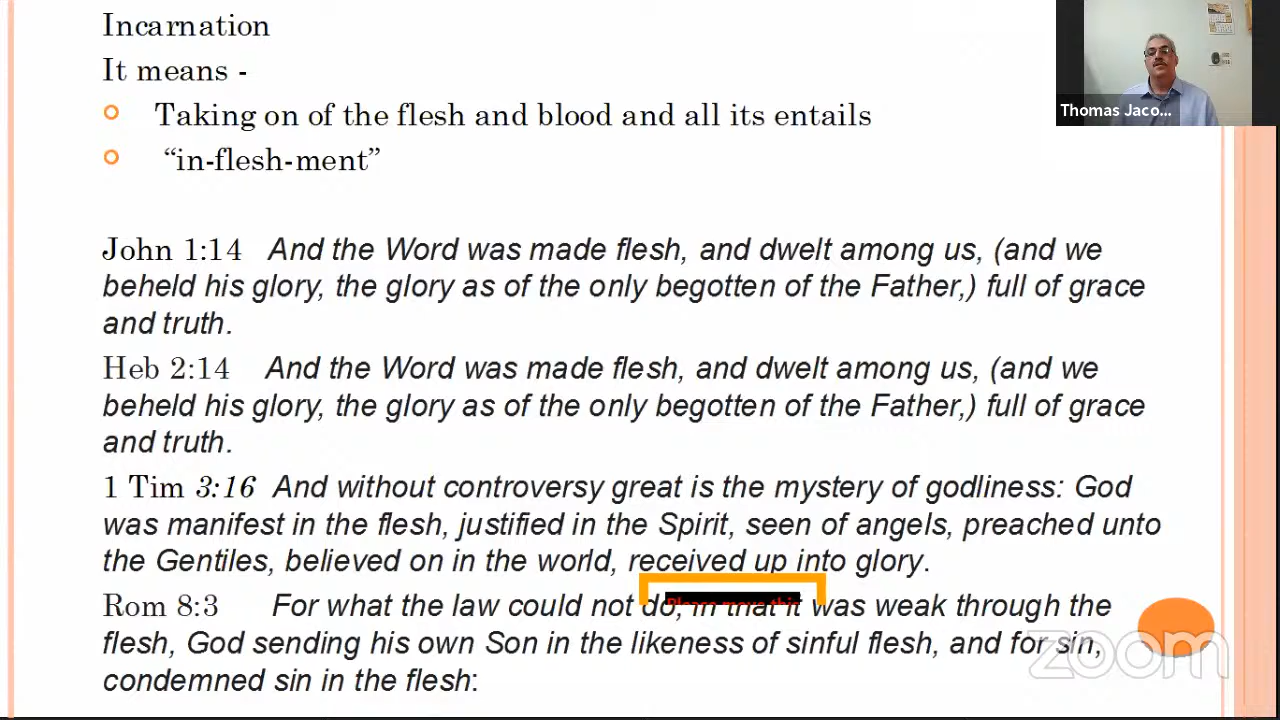 Incarnation
It means -
Taking on of the flesh and blood and all its entails
“in-flesh-ment”
John 1:14 And the Word was made flesh, and dwelt among us, (and we
beheld his glory, the glory as of the only begotten of the Father,) full of grace
and truth.
Heb 2:14 And the Word was made flesh, and dwelt among us, (and we
beheld his glory, the glory as of the only begotten of the Father,) full of grace
and truth.
1 Tim 3:16 And without controversy great is the mystery of godliness: God
was manifest in the flesh, justified in the Spirit, seen of angels, preached unto
the Gentiles, believed on in the world, received up into glory.
Rom 8:3 For what the law could not do, in that it was weak through the
flesh, God sending his own Son in the likeness of sinful flesh, and for sin,
condemned sin in the flesh:
Thomas Jaco...
Please move this
zoom